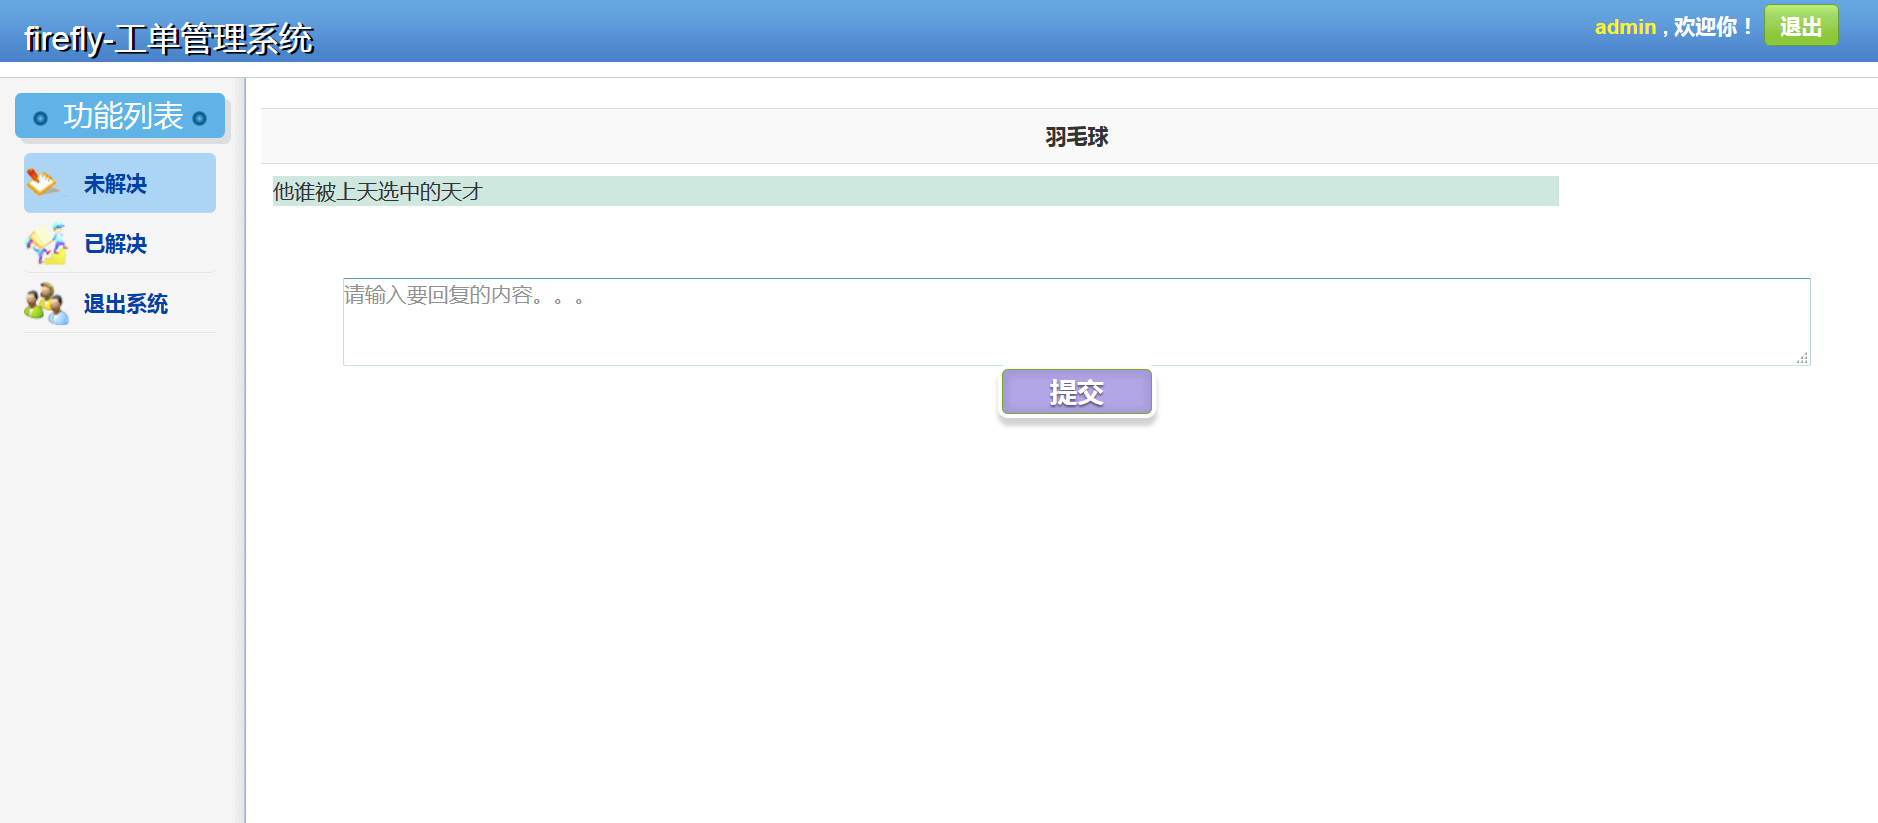 firefly-工单管理系统
admin , 欢迎你！ 退出
功能列表
未解决
已解决
退出系统
羽毛球
他谁被上天选中的天才
请输入要回复的内容。。。
提交